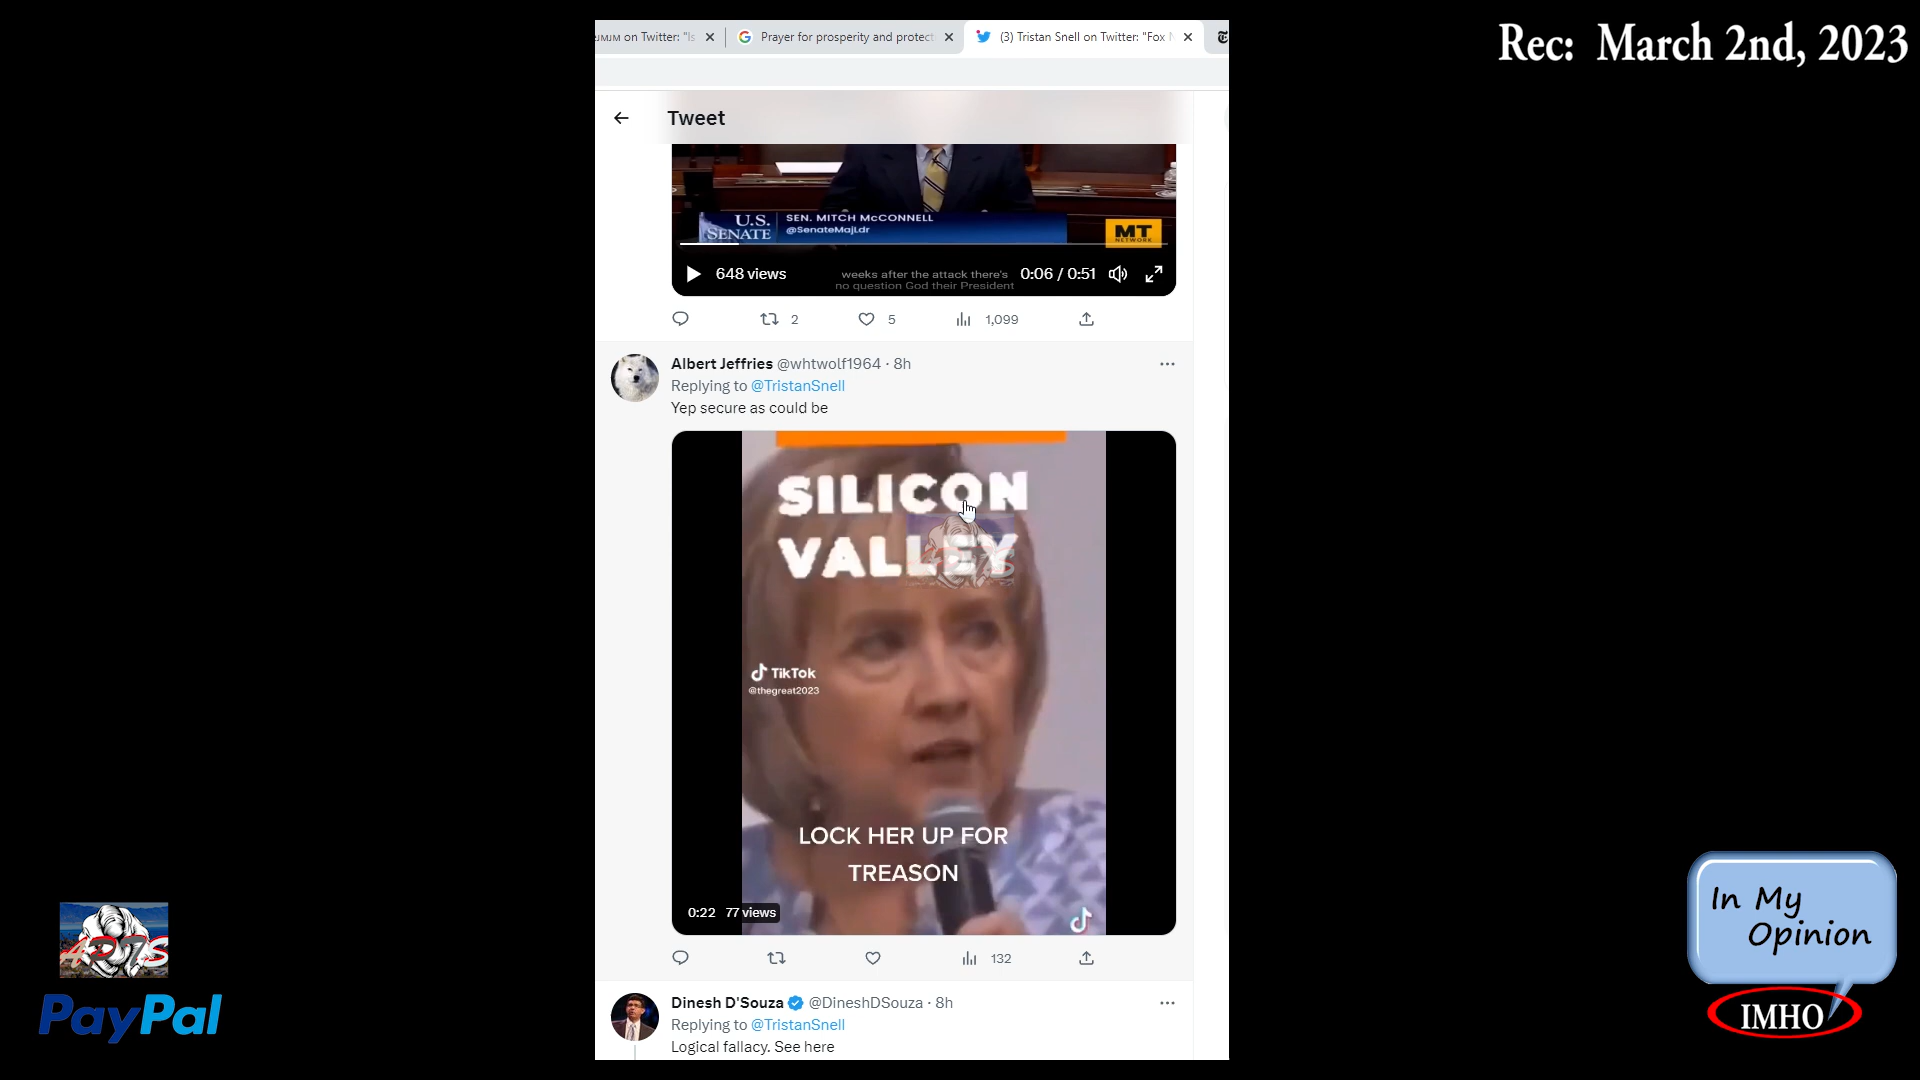 Rec: March 2nd, 2023
on Twitter: "Is
Prayer for prosperity and protect
(3) Tristan Snell on Twitter: "Fox N
Tweet
U.S. SENATE
SEN. MITCH McCONNELL
@SenateMajLdr
MT
NETWORK
648 views
weeks after the attack there's
no question God their President
0:06 / 0:51
2
5
1,099
Albert Jeffries @whtwolf1964 · 8h
Replying to @TristanSnell
Yep secure as could be
SILICON
VALLEY
TikTok
@thegreat2023
LOCK HER UP FOR
TREASON
0:22 77 views
132
Dinesh D'Souza @DineshDSouza · 8h
Replying to @TristanSnell
Logical fallacy. See here
PayPal
In My
Opinion
IMHO